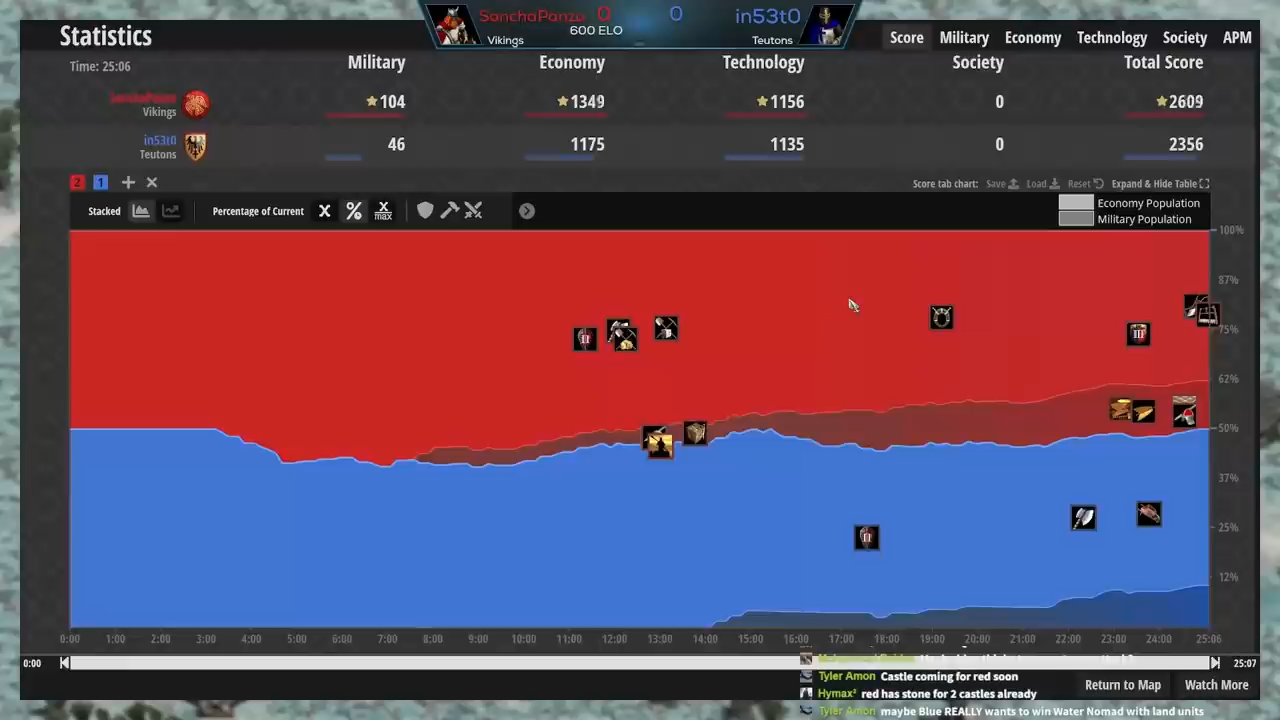 SanchaPanzo 0 0 in53t0
600 ELO
Vikings Teutons
Statistics
Score Military Economy Technology Society APM
Time: 25:06
Military Economy Technology Society Total Score
Vikings
104 1349 1156 0 2609
in53t0
Teutons
46 1175 1135 0 2356
2 1
Score tab chart: Save Load Reset Expand & Hide Table
Stacked Percentage of Current X % X max
Economy Population
Military Population
100%
87%
75%
62%
50%
37%
25%
12%
II
III
II
0:00 1:00 2:00 3:00 4:00 5:00 6:00 7:00 8:00 9:00 10:00 11:00 12:00 13:00 14:00 15:00 16:00 17:00 18:00 19:00 20:00 21:00 22:00 23:00 24:00 25:06
0:00 25:07
Tyler Amon Castle coming for red soon
Hymax² red has stone for 2 castles already
Tyler Amon maybe Blue REALLY wants to win Water Nomad with land units
Return to Map Watch More